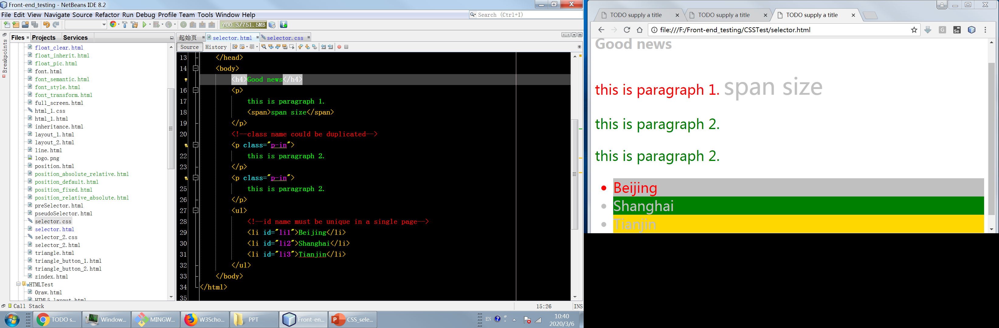 Front-end_testing - NetBeans IDE 8.2
File Edit View Navigate Source Refactor Run Debug Profile Team Tools Window Help
Search (Ctrl+I)
700.3/751.5MB
Breakpoints
Files Projects Services
float_clear.html
float_inherit.html
float_pic.html
font.html
font_semantic.html
font_style.html
font_transform.html
full_screen.html
html_1.css
html_1.html
inheritance.html
layout_1.html
layout_2.html
line.html
logo.png
position.html
position_absolute_relative.html
position_default.html
position_fixed.html
position_relative_absolute.html
preSelector.html
pseudoSelector.html
selector.css
selector.html
selector_2.css
selector_2.html
triangle.html
triangle_button_1.html
triangle_button_2.html
zindex.html
HTMLTest
0raw.html
HTML5_layout.html
起始页 selector.html selector.css
Source History
13 </head>
14 <body>
<h4>Good news</h4>
16 <p>
17 this is paragraph 1.
18 <span>span size</span>
19 </p>
20 <!--class name could be duplicated-->
<p class="p-in">
22 this is paragraph 2.
23 </p>
<p class="p-in">
25 this is paragraph 2.
26 </p>
27 <ul>
28 <!--id name must be unique in a single page-->
29 <li id="li1">Beijing</li>
30 <li id="li2">Shanghai</li>
31 <li id="li3">Tianjin</li>
32 </ul>
33 </body>
34 </html>
35
Call Stack
15:26 INS
TODO s... Window... MINGW... W3Scho... PPT Front-en... CSS_sele...
EN
10:40
2020/3/6
TODO supply a title TODO supply a title TODO supply a title
file:///F:/Front-end_testing/CSSTest/selector.html
Good news
this is paragraph 1. span size
this is paragraph 2.
this is paragraph 2.
Beijing
Shanghai
Tianjin